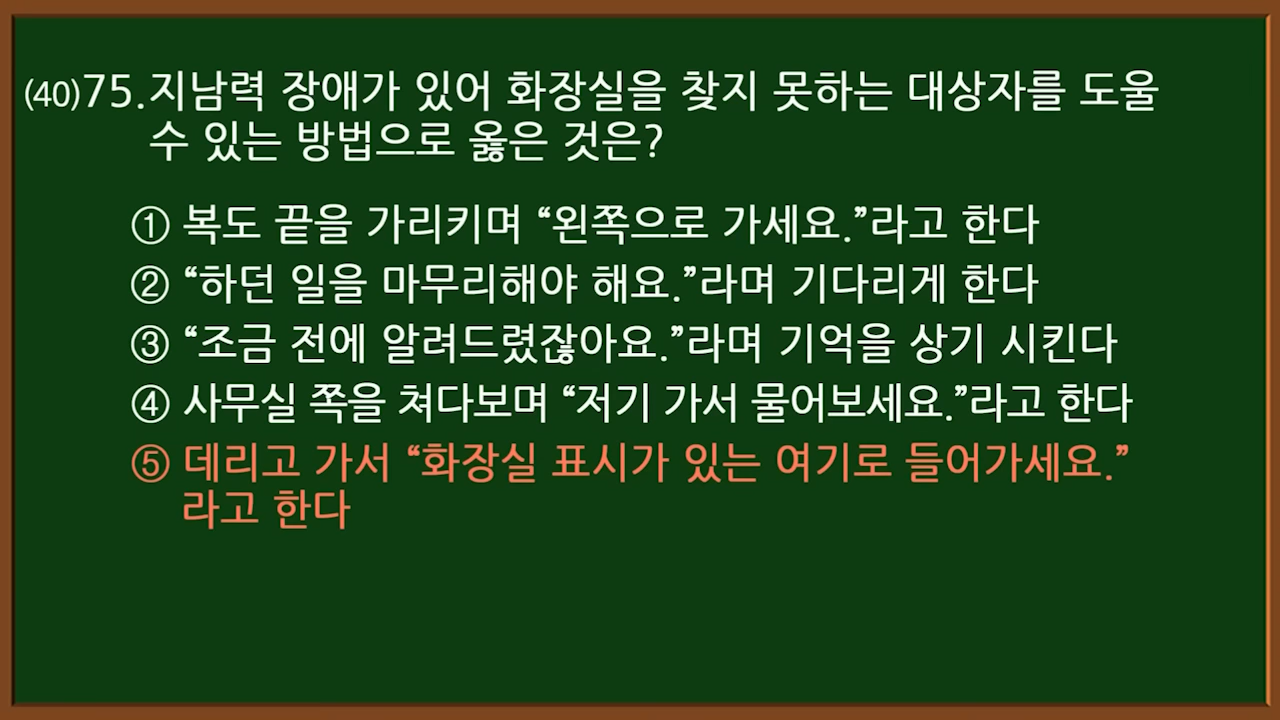 (40)75.지남력 장애가 있어 화장실을 찾지 못하는 대상자를 도울
수 있는 방법으로 옳은 것은?
① 복도 끝을 가리키며 “왼쪽으로 가세요.”라고 한다
② “하던 일을 마무리해야 해요.”라며 기다리게 한다
③ “조금 전에 알려드렸잖아요.”라며 기억을 상기 시킨다
④ 사무실 쪽을 쳐다보며 “저기 가서 물어보세요.”라고 한다
⑤ 데리고 가서 “화장실 표시가 있는 여기로 들어가세요.”
라고 한다